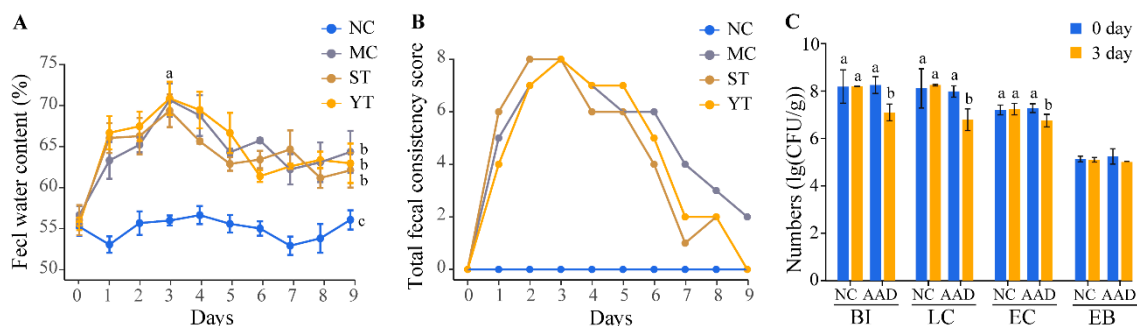 A
NC
MC
ST
YT
Fecl water content (%)
75
70
65
60
55
50
a
b
b
b
c
0 1 2 3 4 5 6 7 8 9
Days
B
NC
MC
ST
YT
Total fecal consistency score
8
6
4
2
0
0 1 2 3 4 5 6 7 8 9
Days
C
0 day
3 day
Numbers (lg(CFU/g))
10
8
6
4
2
0
a a a b
a a a b
a a a b
NC AAD NC AAD NC AAD NC AAD
BI LC EC EB